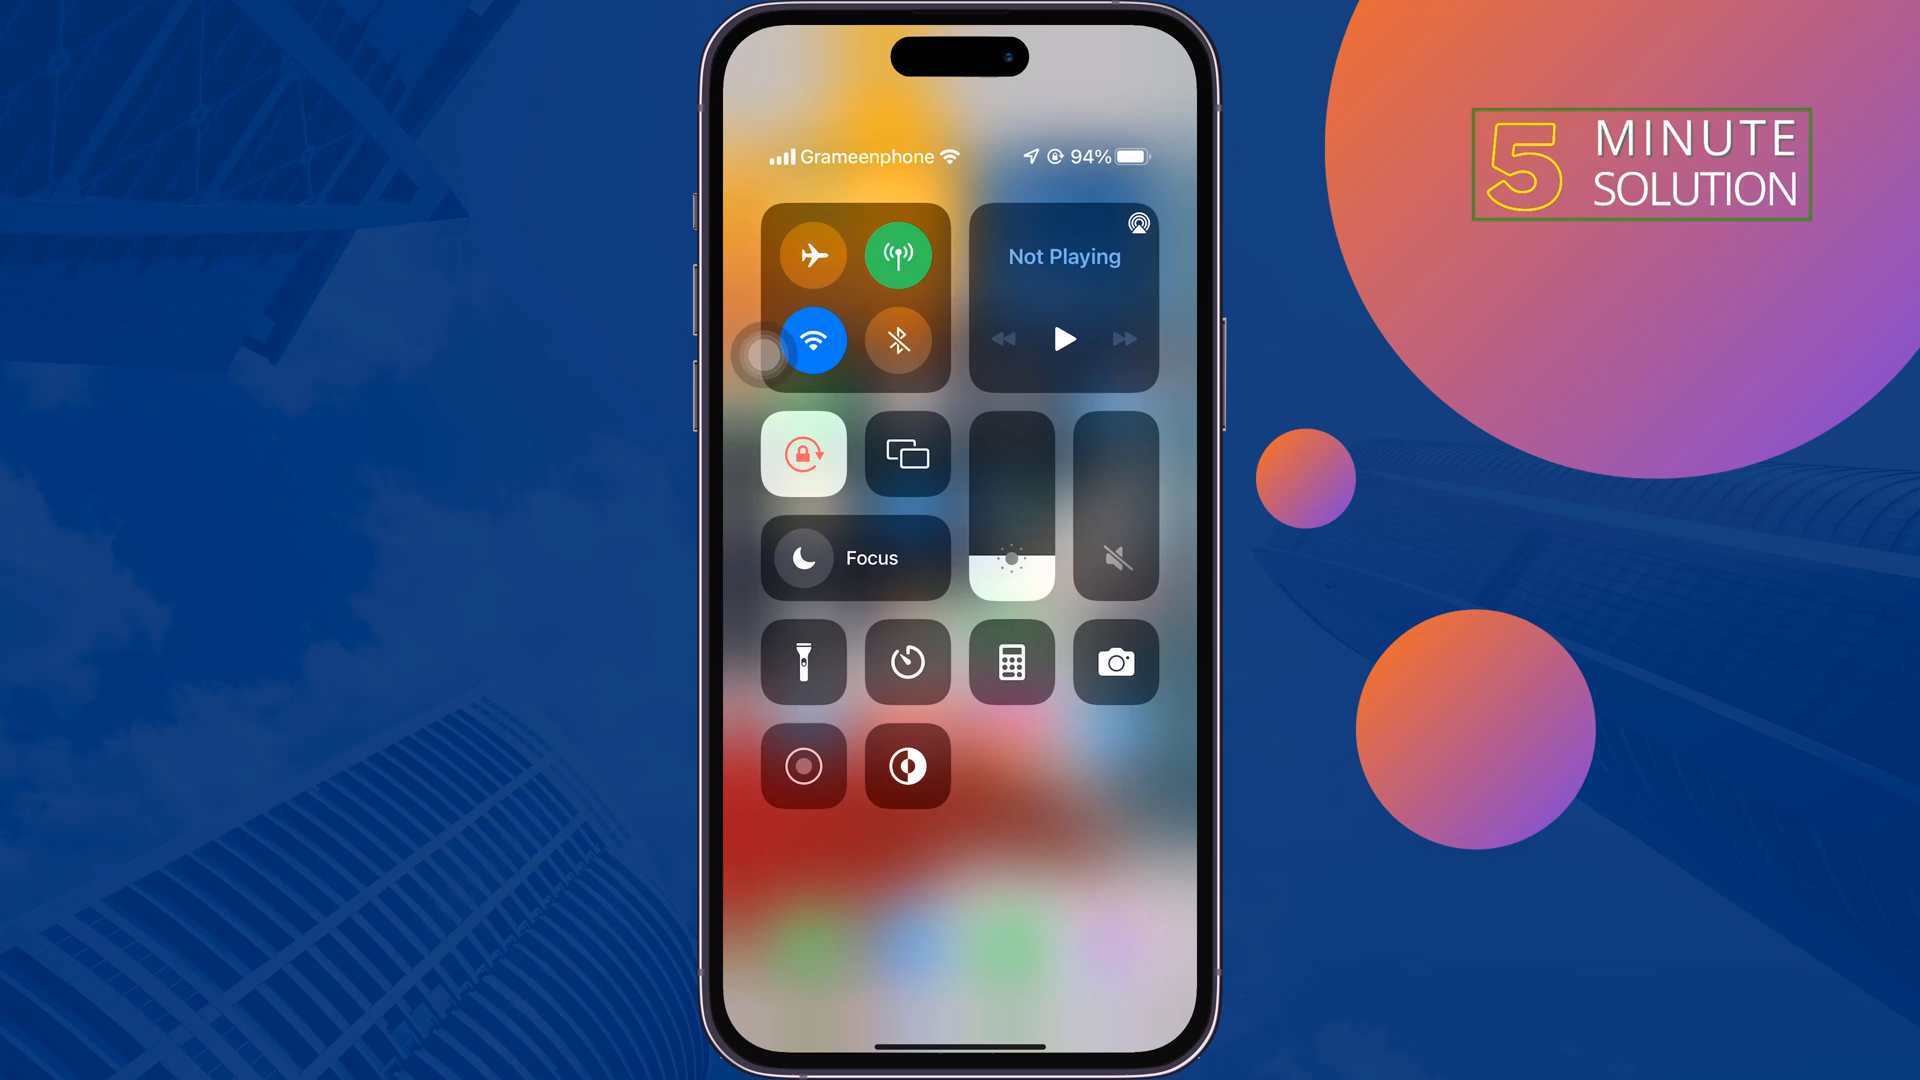 Grameenphone
94%
Not Playing
Focus
5 MINUTE
SOLUTION